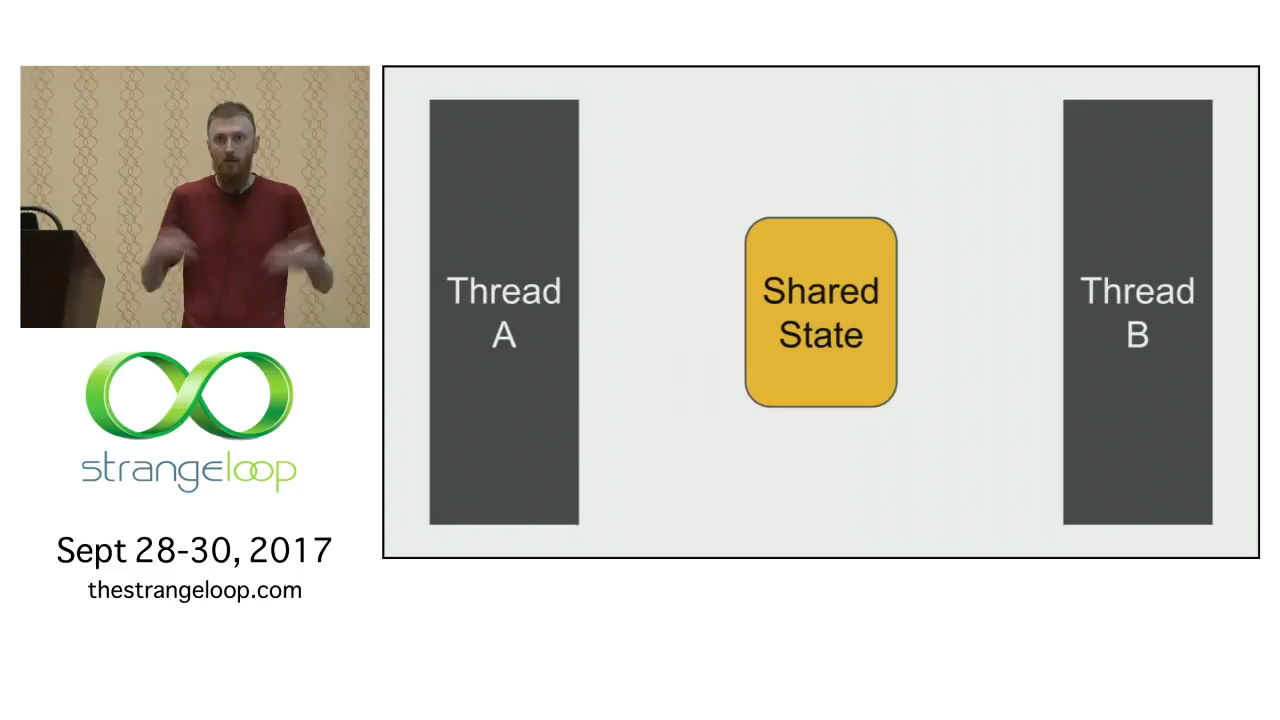 strangeloop
Sept 28-30, 2017
thestrangeloop.com
Thread
A
Shared
State
Thread
B